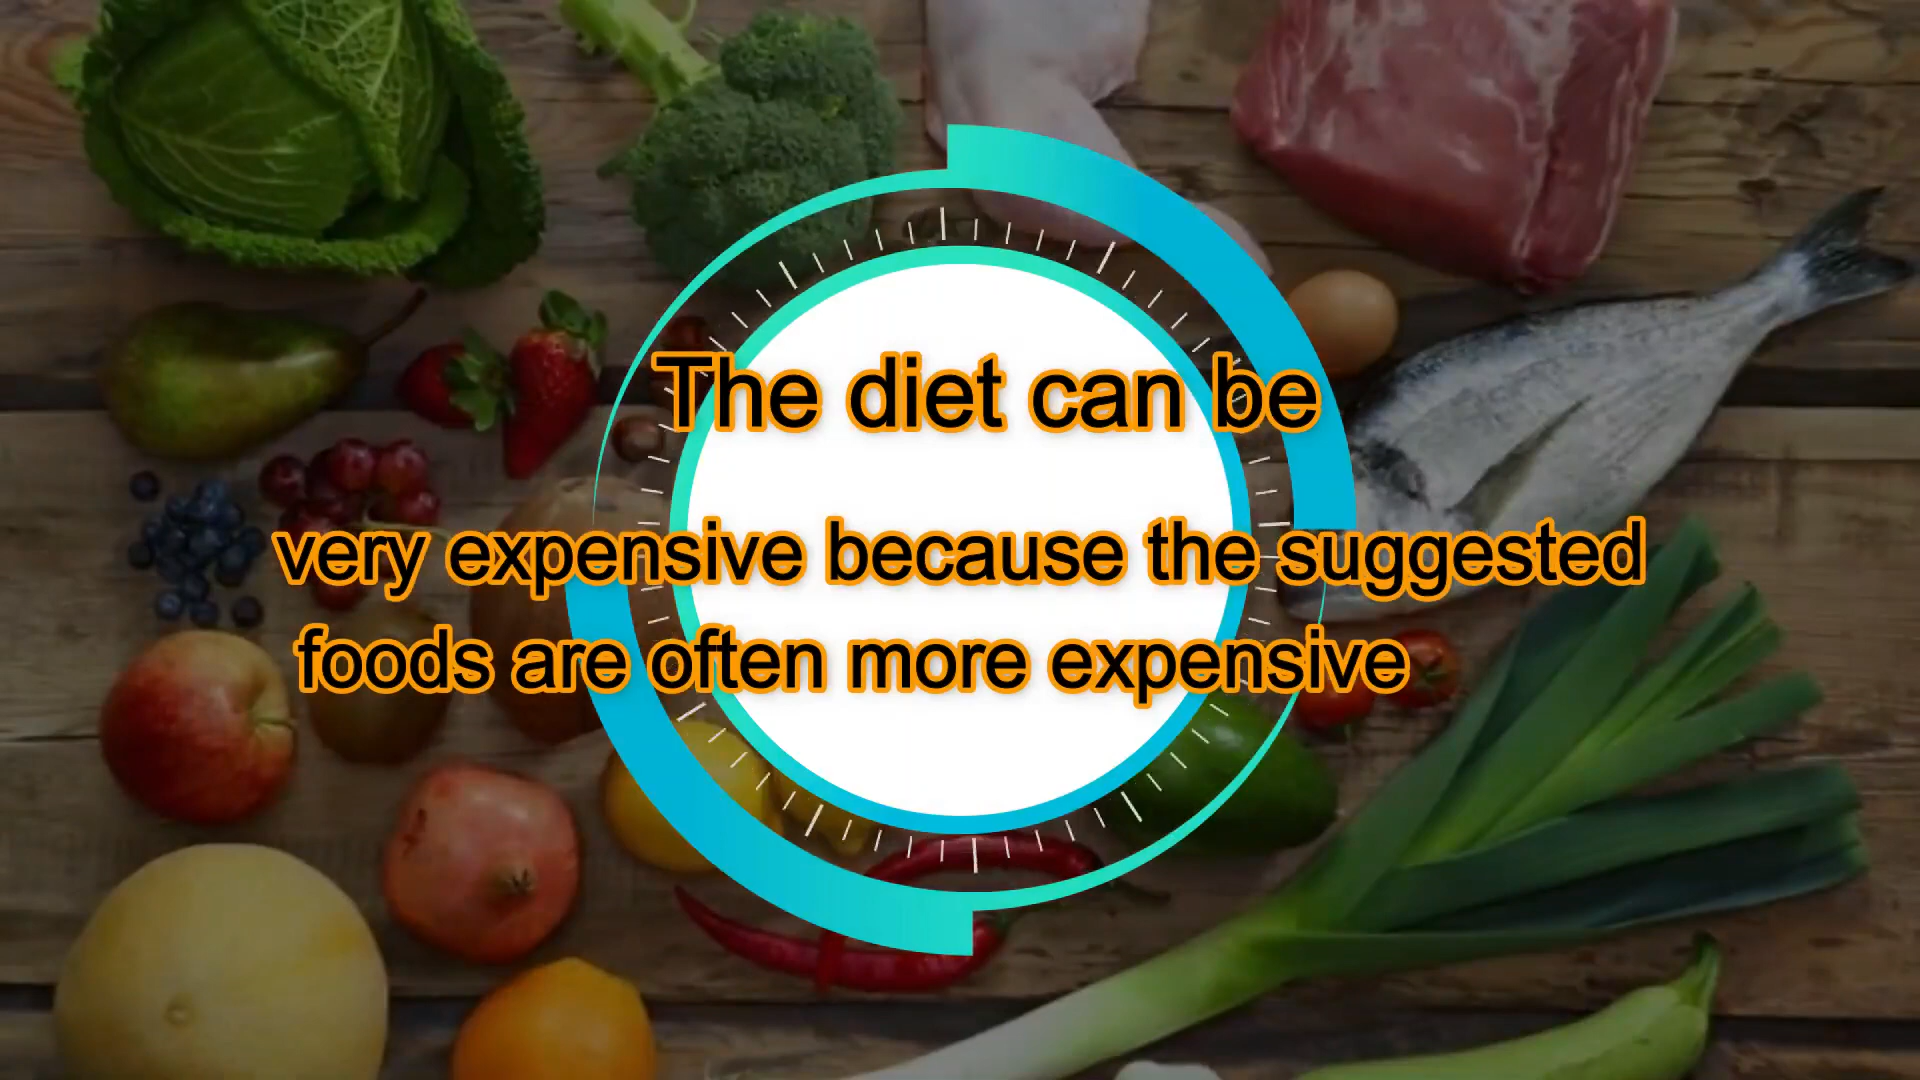 The diet can be
very expensive because the suggested
foods are often more expensive